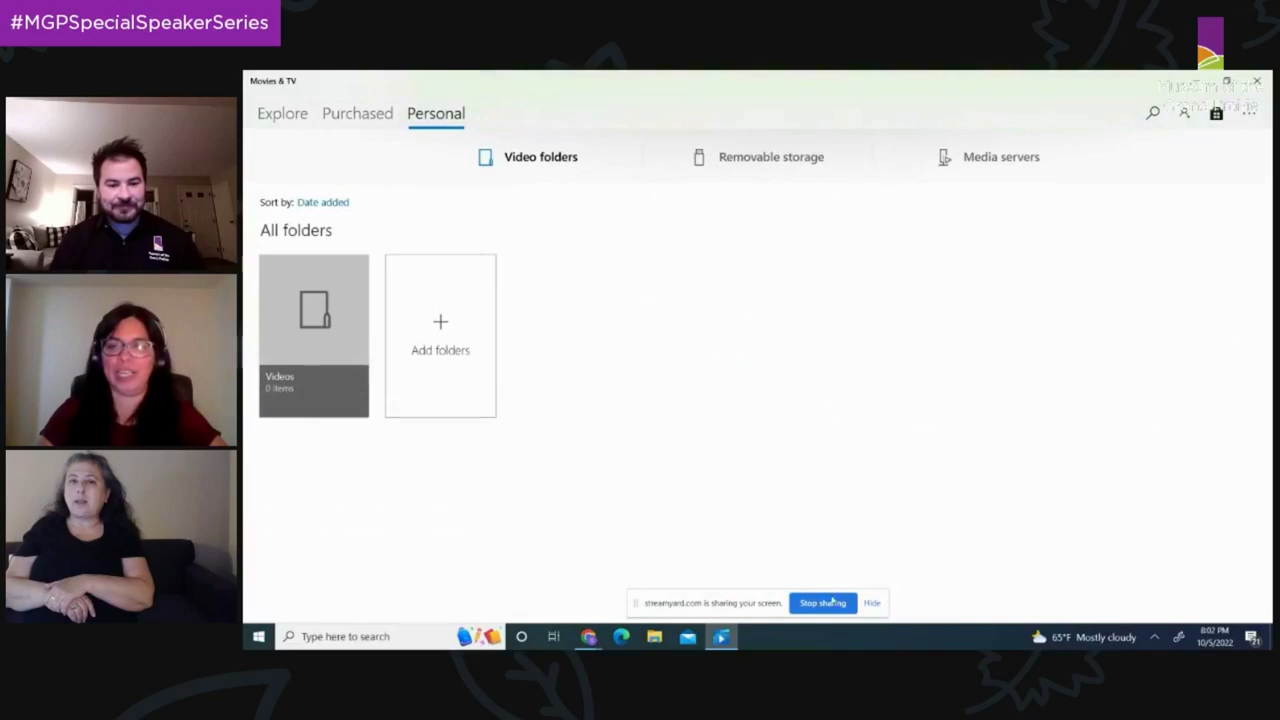 #MGPSpecialSpeakerSeries
Movies & TV
Explore Purchased Personal
Video folders Removable storage Media servers
Sort by: Date added
All folders
Videos
0 items
Add folders
streamyard.com is sharing your screen. Stop sharing Hide
Type here to search
65°F Mostly cloudy
8:02 PM
10/5/2022
21